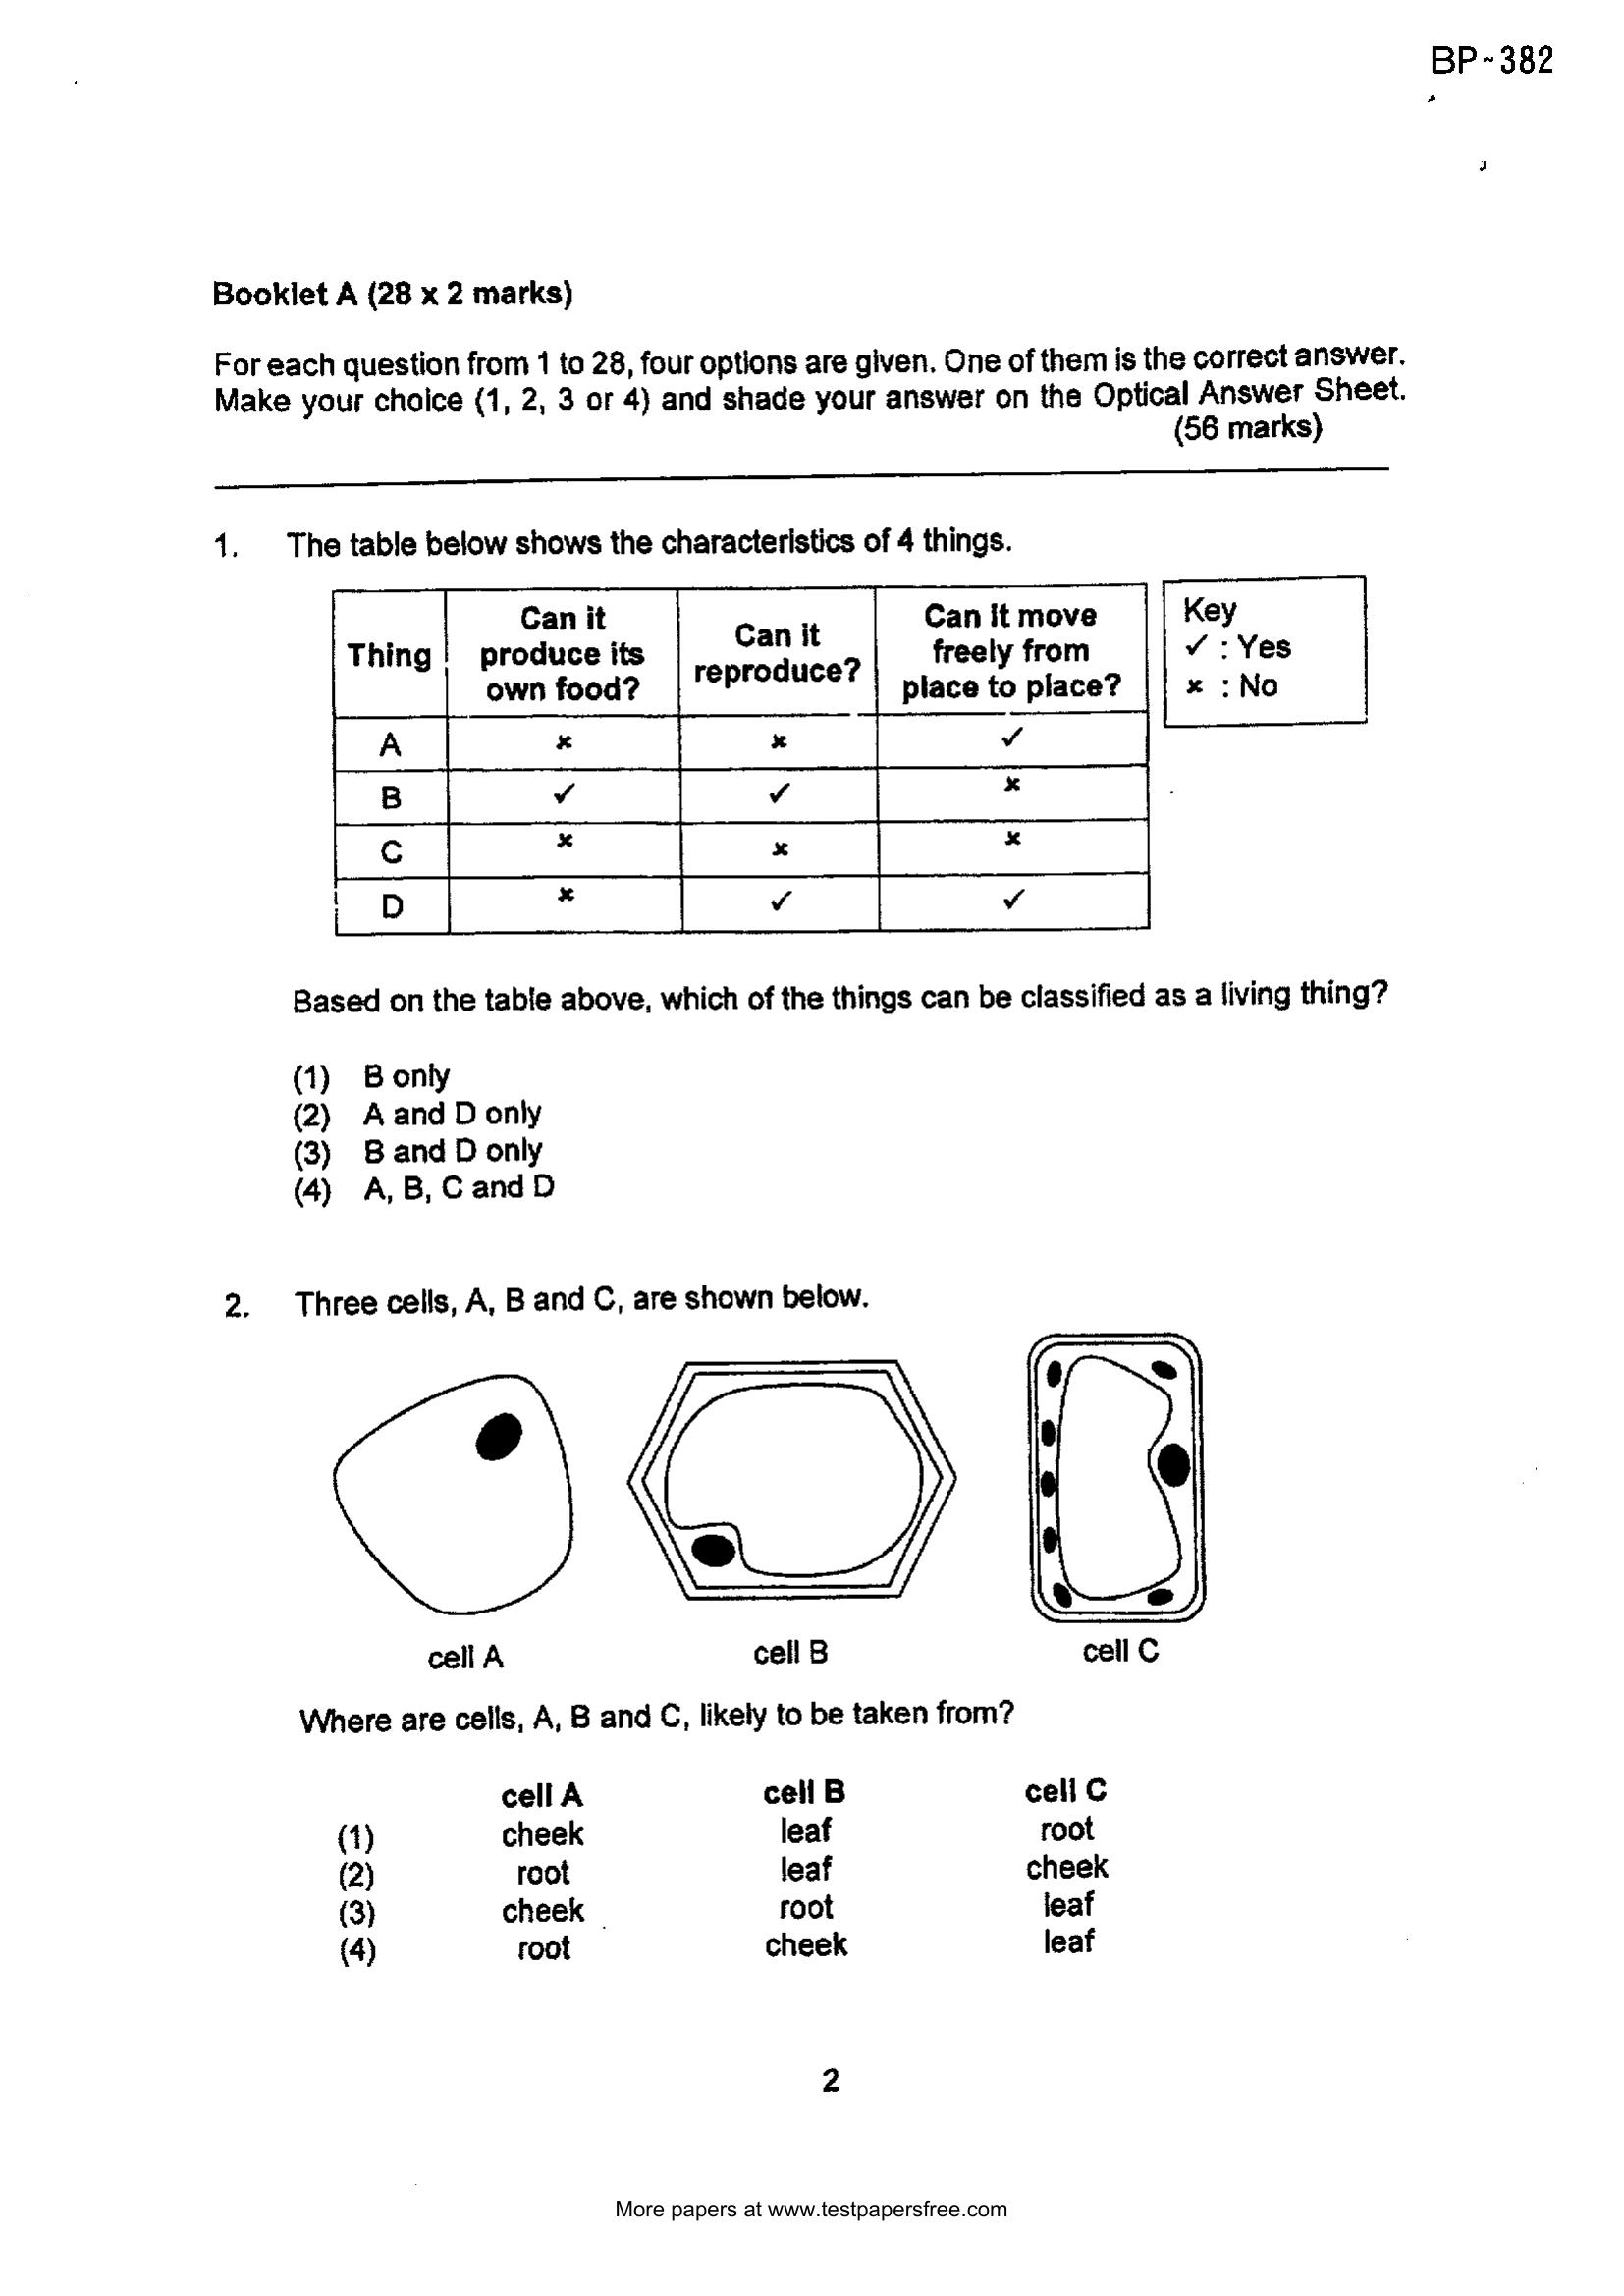 BP~382
Booklet A (28 x 2 marks)
For each question from 1 to 28, four options are given. One of them is the correct answer.
Make your choice (1, 2, 3 or 4) and shade your answer on the Optical Answer Sheet.
(56 marks)
1. The table below shows the characteristics of 4 things.
Thing Can it produce its own food? Can it reproduce? Can it move freely from place to place?
A × × ✓
B ✓ ✓ ×
C × × ×
D × ✓ ✓
Key
✓ : Yes
× : No
Based on the table above, which of the things can be classified as a living thing?
(1) B only
(2) A and D only
(3) B and D only
(4) A, B, C and D
2. Three cells, A, B and C, are shown below.
cell A cell B cell C
Where are cells, A, B and C, likely to be taken from?
cell A cell B cell C
(1) cheek leaf root
(2) root leaf cheek
(3) cheek root leaf
(4) root cheek leaf
2
More papers at www.testpapersfree.com